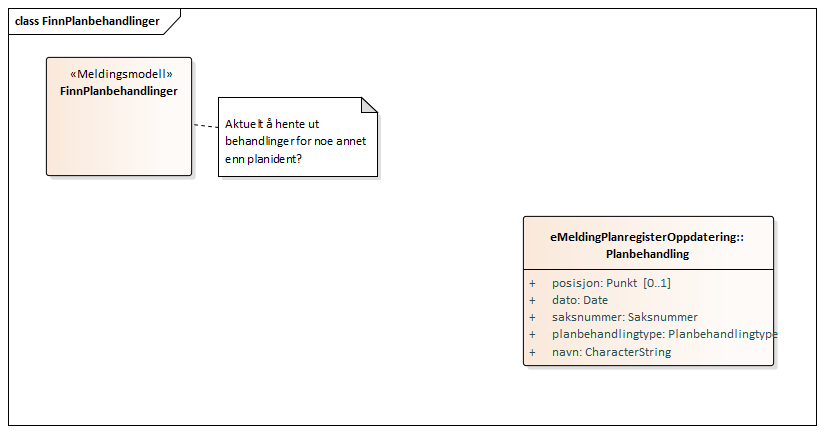 class FinnPlanbehandlinger
«Meldingsmodell»
FinnPlanbehandlinger
Aktuelt å hente ut
behandlinger for noe annet
enn planident?
eMeldingPlanregisterOppdatering::
Planbehandling
+ posisjon: Punkt [0..1]
+ dato: Date
+ saksnummer: Saksnummer
+ planbehandlingtype: Planbehandlingtype
+ navn: CharacterString